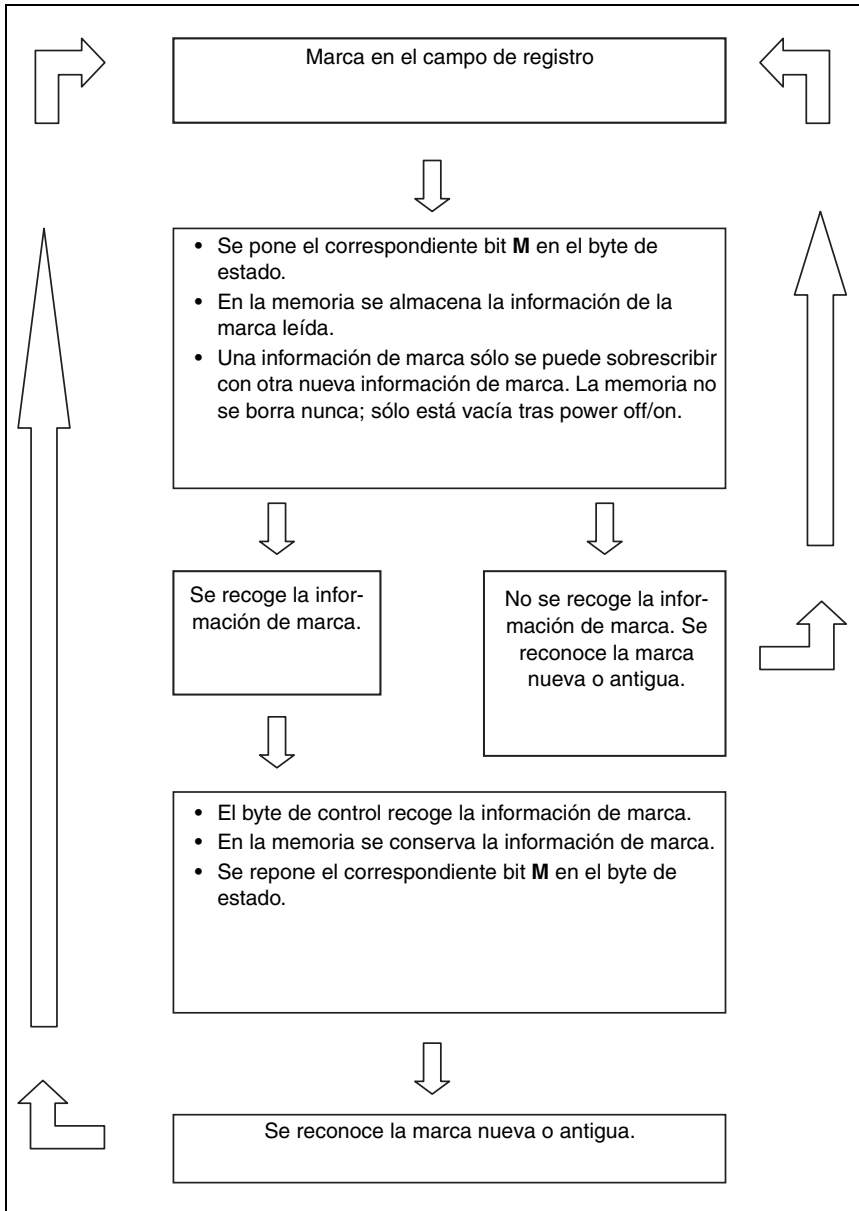 Marca en el campo de registro
• Se pone el correspondiente bit M en el byte de
estado.
• En la memoria se almacena la información de la
marca leída.
• Una información de marca sólo se puede sobrescribir
con otra nueva información de marca. La memoria no
se borra nunca; sólo está vacía tras power off/on.
Se recoge la infor-
mación de marca.
No se recoge la infor-
mación de marca. Se
reconoce la marca
nueva o antigua.
• El byte de control recoge la información de marca.
• En la memoria se conserva la información de marca.
• Se repone el correspondiente bit M en el byte de
estado.
Se reconoce la marca nueva o antigua.